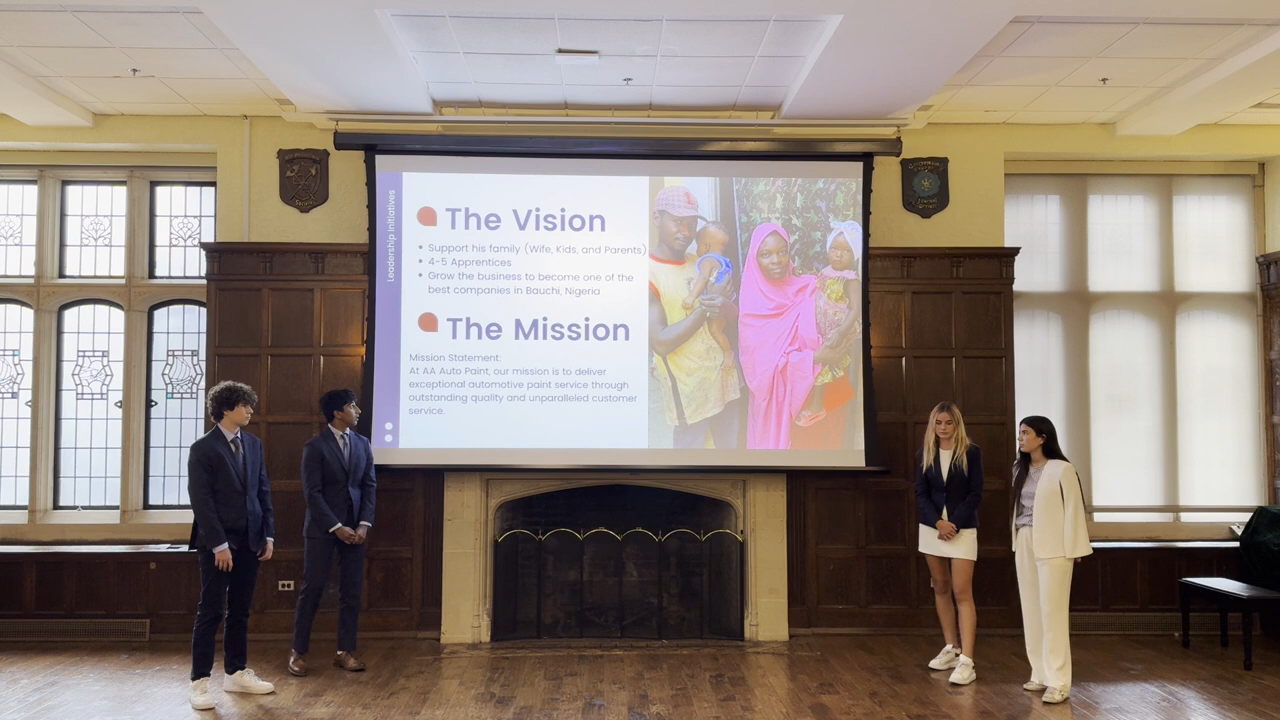 Leadership Initiatives
The Vision
• Support his family (Wife, Kids, and Parents)
• 4-5 Apprentices
• Grow the business to become one of the
best companies in Bauchi, Nigeria
The Mission
Mission Statement:
At AA Auto Paint, our mission is to deliver
exceptional automotive paint service through
outstanding quality and unparalleled customer
service.